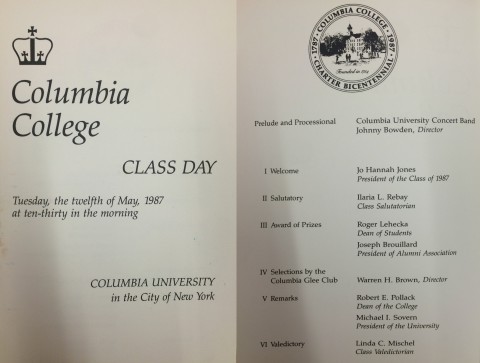 Columbia
College
CLASS DAY
Tuesday, the twelfth of May, 1987
at ten-thirty in the morning
COLUMBIA UNIVERSITY
in the City of New York
COLUMBIA COLLEGE
1787 · 1987
CHARTER BICENTENNIAL
Founded in 1754
Prelude and Processional Columbia University Concert Band
Johnny Bowden, Director
I Welcome Jo Hannah Jones
President of the Class of 1987
II Salutatory Ilaria L. Rebay
Class Salutatorian
III Award of Prizes Roger Lehecka
Dean of Students
Joseph Brouillard
President of Alumni Association
IV Selections by the
Columbia Glee Club Warren H. Brown, Director
V Remarks Robert E. Pollack
Dean of the College
Michael I. Sovern
President of the University
VI Valedictory Linda C. Mischel
Class Valedictorian